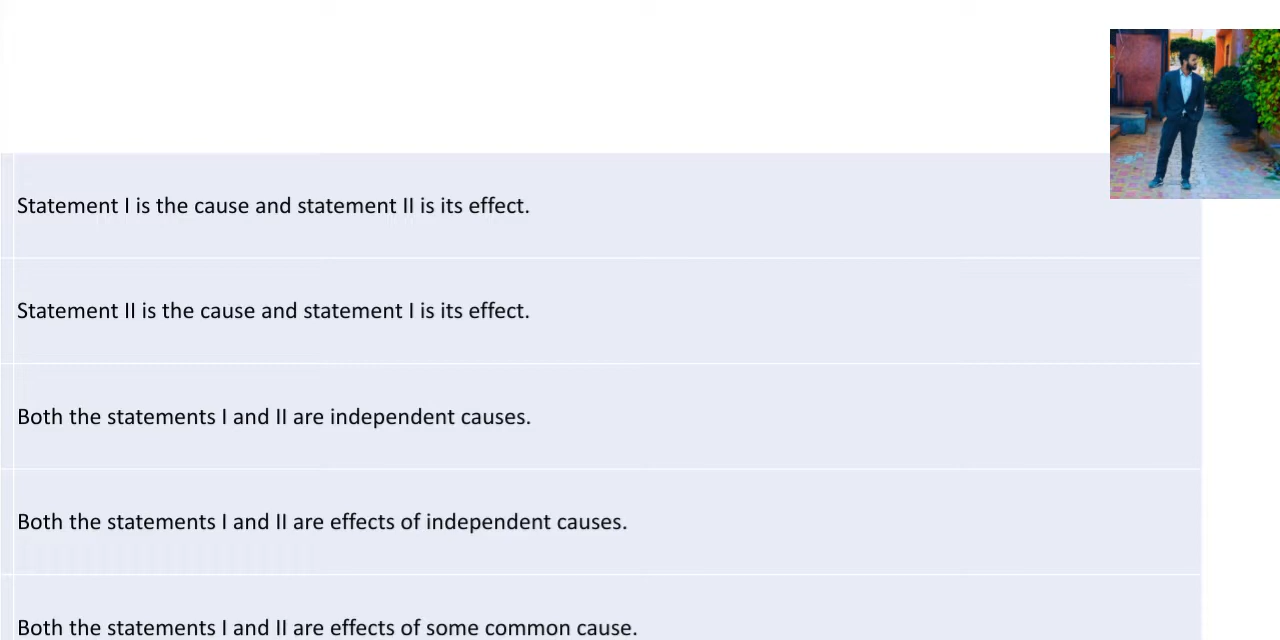 Statement I is the cause and statement II is its effect.
Statement II is the cause and statement I is its effect.
Both the statements I and II are independent causes.
Both the statements I and II are effects of independent causes.
Both the statements I and II are effects of some common cause.